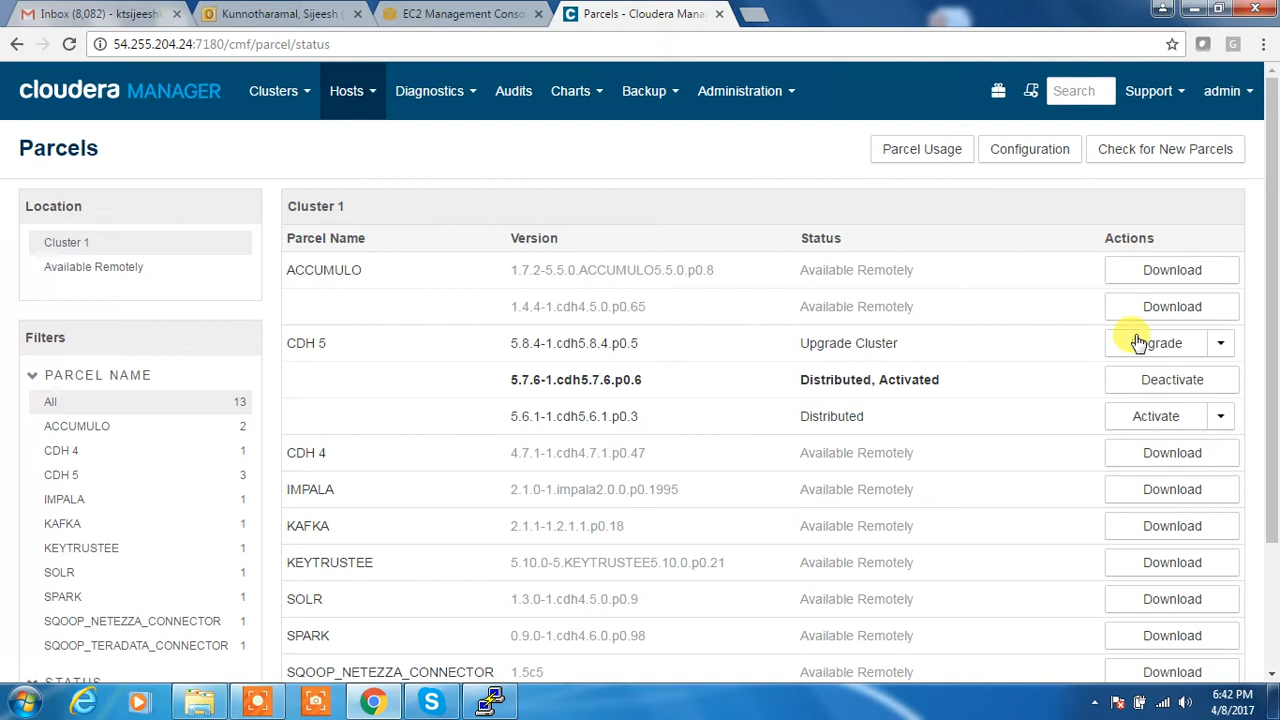 Inbox (8,082) - ktsijeesh
Kunnotharamal, Sijeesh (
EC2 Management Conso
Parcels - Cloudera Mana
54.255.204.24:7180/cmf/parcel/status
cloudera MANAGER
Clusters
Hosts
Diagnostics
Audits
Charts
Backup
Administration
Search
Support
admin
Parcels
Parcel Usage
Configuration
Check for New Parcels
Location
Cluster 1
Available Remotely
Filters
PARCEL NAME
All 13
ACCUMULO 2
CDH 4 1
CDH 5 3
IMPALA 1
KAFKA 1
KEYTRUSTEE 1
SOLR 1
SPARK 1
SQOOP_NETEZZA_CONNECTOR 1
SQOOP_TERADATA_CONNECTOR 1
STATUS
Cluster 1
Parcel Name Version Status Actions
ACCUMULO 1.7.2-5.5.0.ACCUMULO5.5.0.p0.8 Available Remotely Download
1.4.4-1.cdh4.5.0.p0.65 Available Remotely Download
CDH 5 5.8.4-1.cdh5.8.4.p0.5 Upgrade Cluster grade
5.7.6-1.cdh5.7.6.p0.6 Distributed, Activated Deactivate
5.6.1-1.cdh5.6.1.p0.3 Distributed Activate
CDH 4 4.7.1-1.cdh4.7.1.p0.47 Available Remotely Download
IMPALA 2.1.0-1.impala2.0.0.p0.1995 Available Remotely Download
KAFKA 2.1.1-1.2.1.1.p0.18 Available Remotely Download
KEYTRUSTEE 5.10.0-5.KEYTRUSTEE5.10.0.p0.21 Available Remotely Download
SOLR 1.3.0-1.cdh4.5.0.p0.9 Available Remotely Download
SPARK 0.9.0-1.cdh4.6.0.p0.98 Available Remotely Download
SQOOP_NETEZZA_CONNECTOR 1.5c5 Available Remotely Download
6:42 PM
4/8/2017